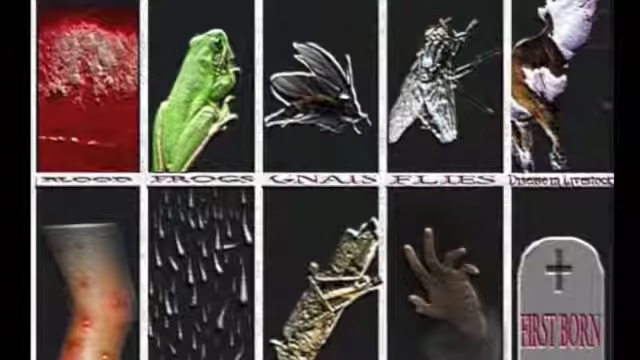 BLOOD
FROGS
GNATS
FLIES
Disease in Livestock
FIRST BORN